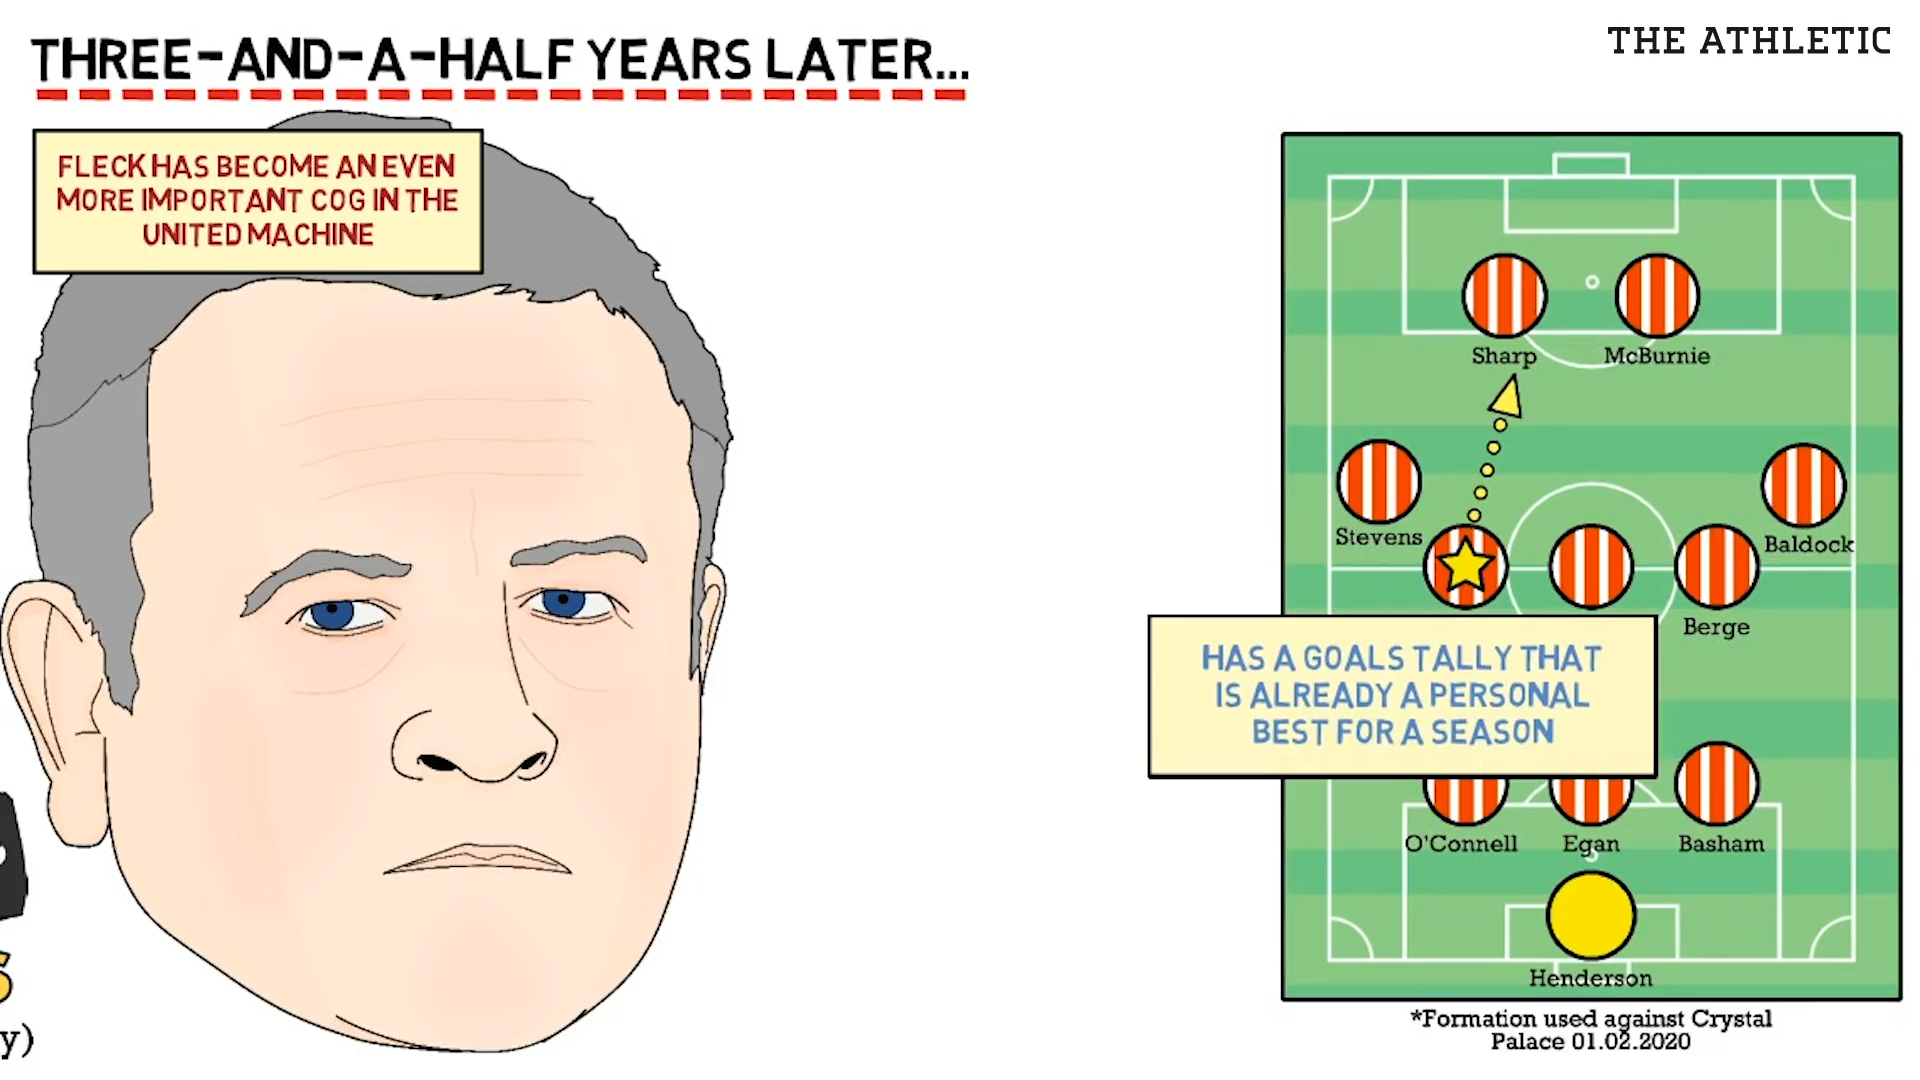 THREE-AND-A-HALF YEARS LATER...
THE ATHLETIC
FLECK HAS BECOME AN EVEN
MORE IMPORTANT COG IN THE
UNITED MACHINE
Sharp
McBurnie
Stevens
Baldock
Berge
HAS A GOALS TALLY THAT
IS ALREADY A PERSONAL
BEST FOR A SEASON
O'Connell
Egan
Basham
Henderson
y)
*Formation used against Crystal
Palace 01.02.2020